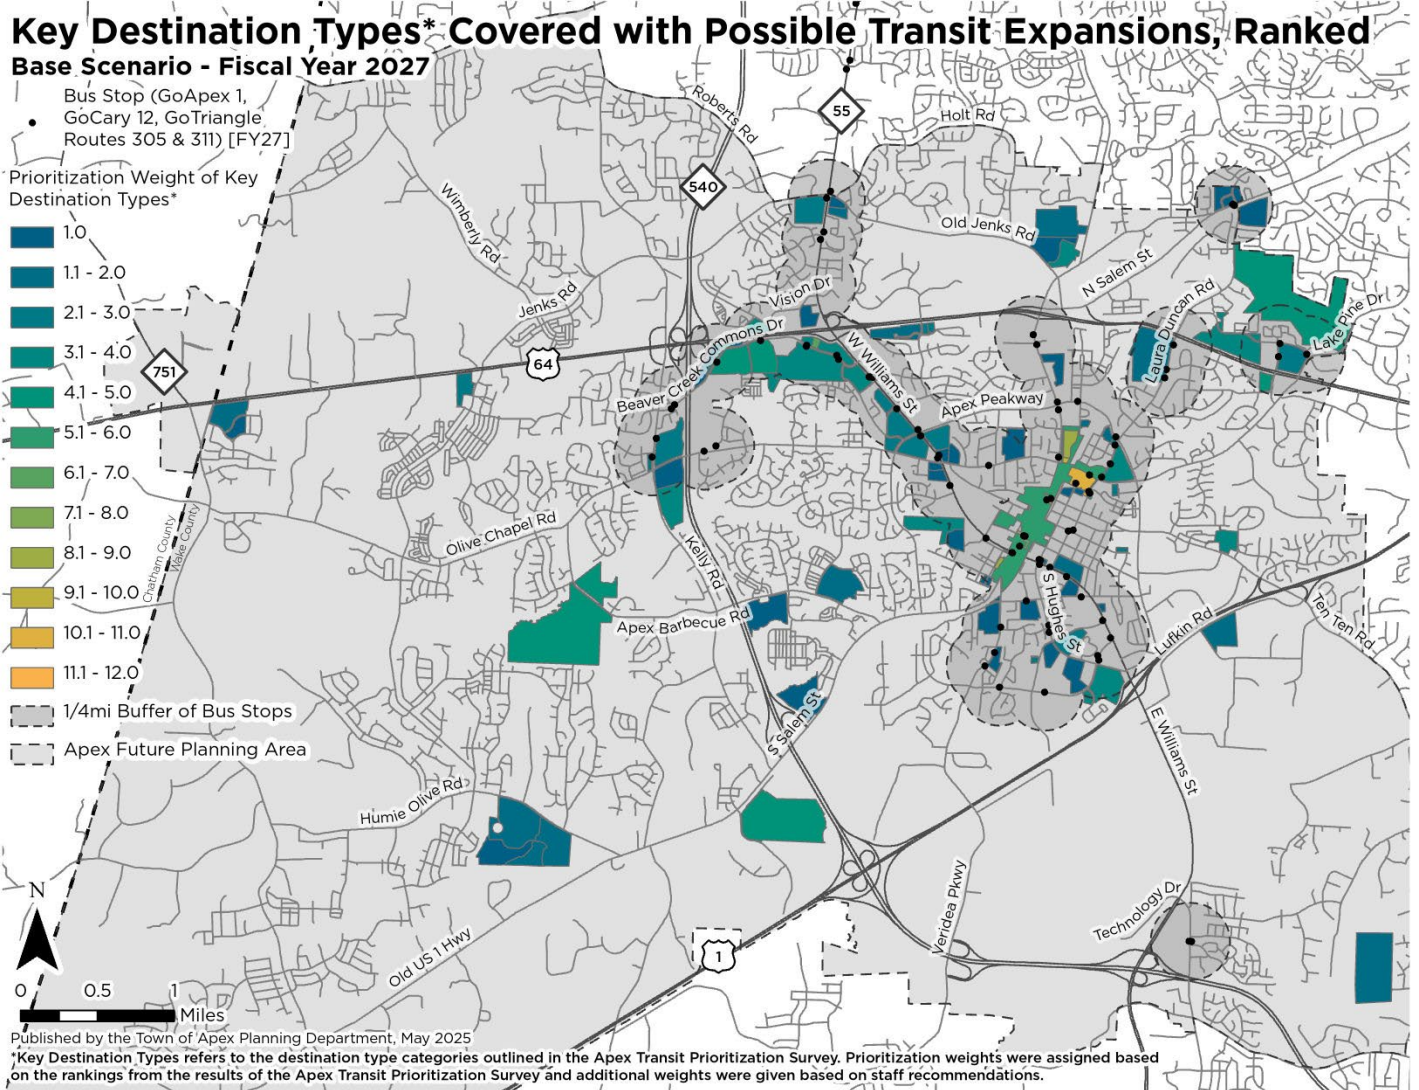 Key Destination Types* Covered with Possible Transit Expansions, Ranked
Base Scenario - Fiscal Year 2027
Bus Stop (GoApex 1,
GoCary 12, GoTriangle
Routes 305 & 311) [FY27]
Prioritization Weight of Key
Destination Types*
1.0
1.1 - 2.0
2.1 - 3.0
3.1 - 4.0
4.1 - 5.0
5.1 - 6.0
6.1 - 7.0
7.1 - 8.0
8.1 - 9.0
9.1 - 10.0
10.1 - 11.0
11.1 - 12.0
1/4mi Buffer of Bus Stops
Apex Future Planning Area
Roberts Rd
55
Holt Rd
540
Wimberly Rd
Old Jenks Rd
N Salem St
Jenks Rd
Vision Dr
Laura Duncan Rd
Lake Pine Dr
751
64
Beaver Creek Commons Dr
W Williams St
Apex Peakway
Chatham County
Wake County
Olive Chapel Rd
Kelly Rd
Apex Barbecue Rd
S Hughes St
Lufkin Rd
Ten Ten Rd
S Salem St
E Williams St
Humie Olive Rd
Old US 1 Hwy
1
Veridea Pkwy
Technology Dr
N
0 0.5 1
Miles
Published by the Town of Apex Planning Department, May 2025
*Key Destination Types refers to the destination type categories outlined in the Apex Transit Prioritization Survey. Prioritization weights were assigned based
on the rankings from the results of the Apex Transit Prioritization Survey and additional weights were given based on staff recommendations.